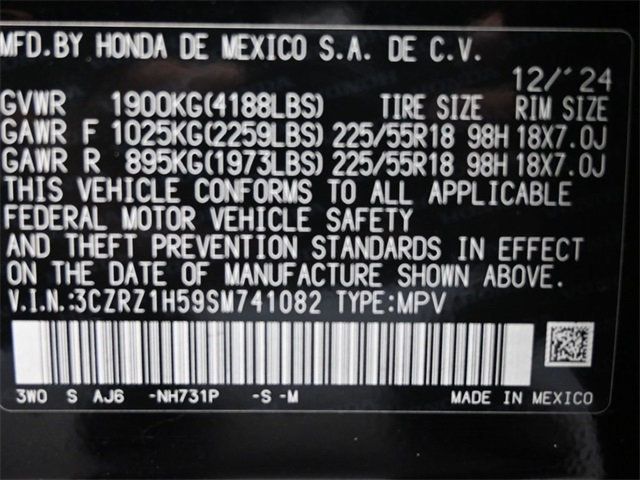 MFD.BY HONDA DE MEXICO S.A. DE C.V.
12/'24
GVWR 1900KG(4188LBS) TIRE SIZE RIM SIZE
GAWR F 1025KG(2259LBS) 225/55R18 98H 18X7.0J
GAWR R 895KG(1973LBS) 225/55R18 98H 18X7.0J
THIS VEHICLE CONFORMS TO ALL APPLICABLE
FEDERAL MOTOR VEHICLE SAFETY
AND THEFT PREVENTION STANDARDS IN EFFECT
ON THE DATE OF MANUFACTURE SHOWN ABOVE.
V.I.N.:3CZRZ1H59SM741082 TYPE:MPV
3W0 S AJ6 -NH731P -S -M MADE IN MEXICO